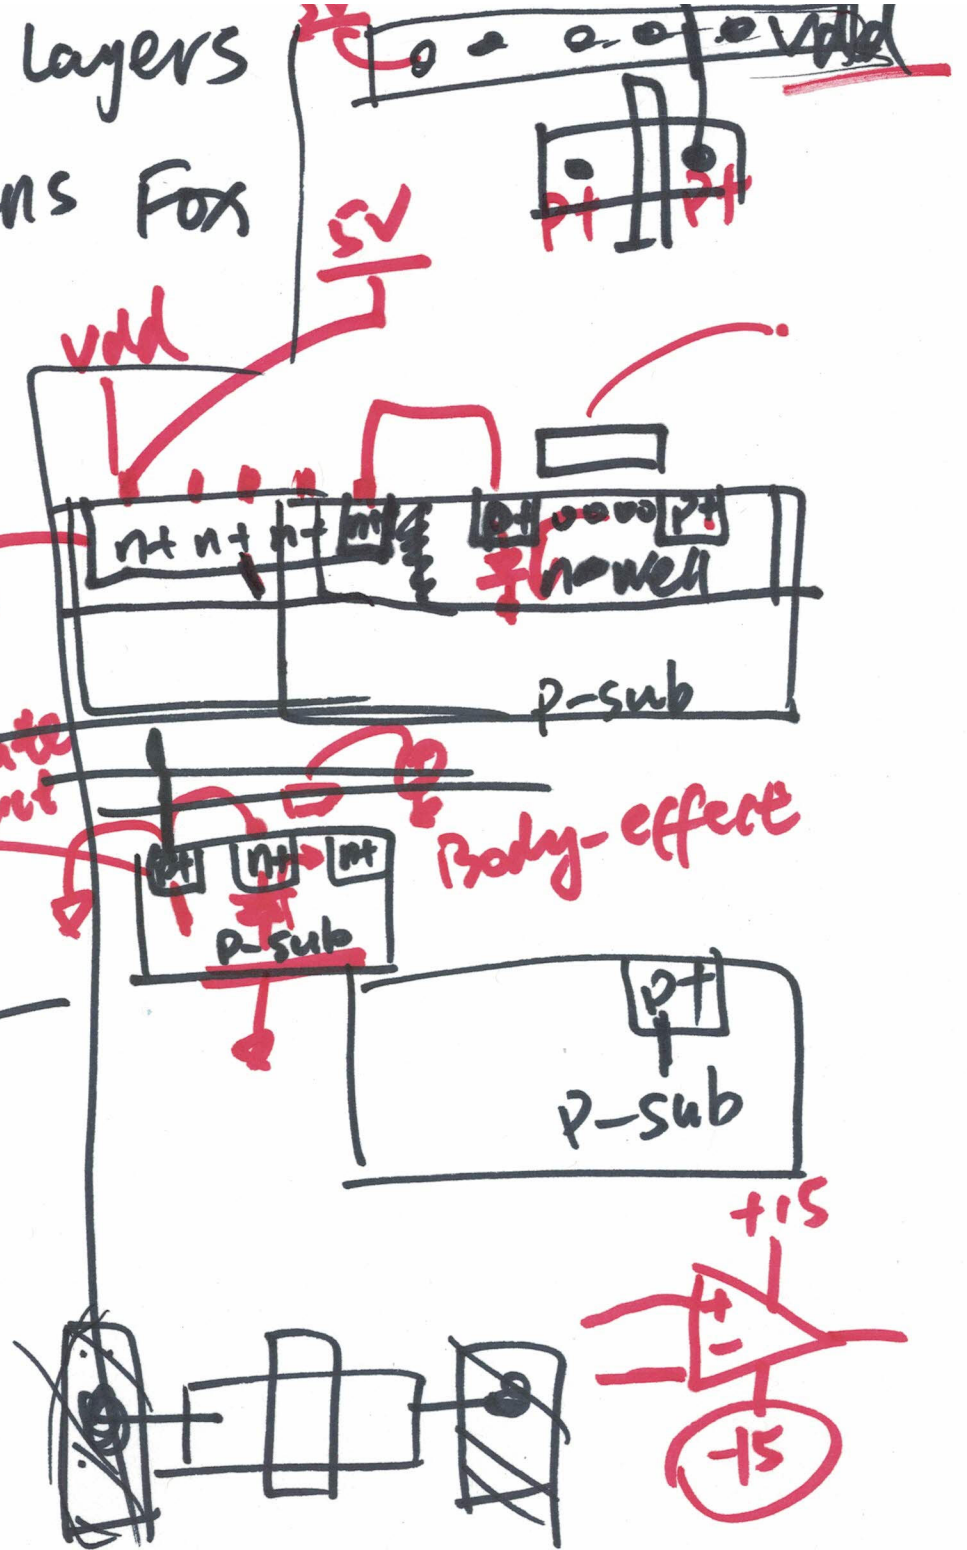 Layers
Vdd
ns Fox
p+ p+
5V
Vdd
n+ n+ n+ n+ p+ p+
n-well
p-sub
Body-effect
p+ n+ n+
p-sub
p+
p-sub
+15
+
-
-15